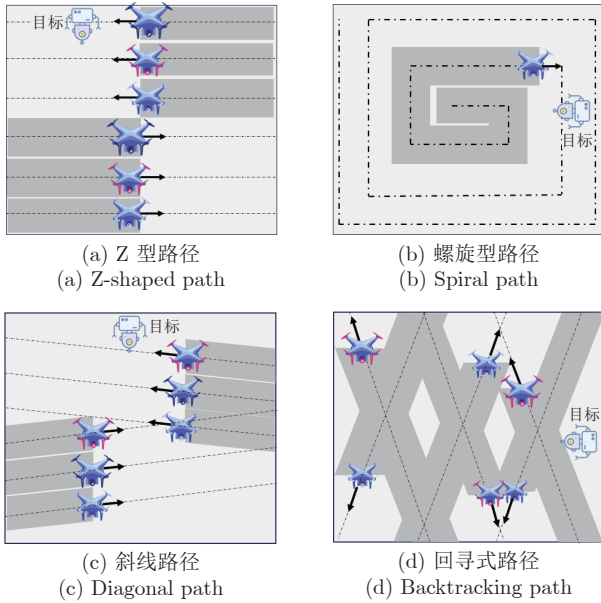 目标
目标
(a) Z 型路径
(a) Z-shaped path
(b) 螺旋型路径
(b) Spiral path
目标
目标
(c) 斜线路径
(c) Diagonal path
(d) 回寻式路径
(d) Backtracking path